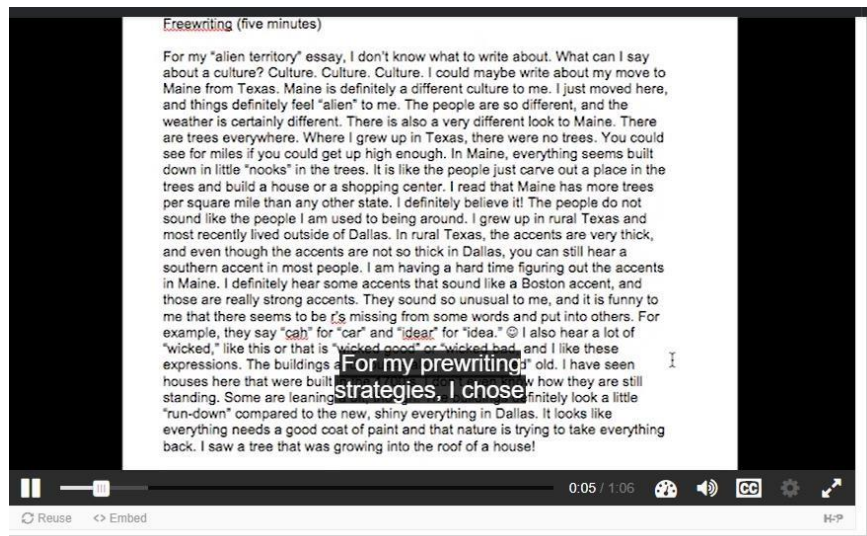 Freewriting (five minutes)
For my “alien territory” essay, I don’t know what to write about. What can I say
about a culture? Culture. Culture. Culture. I could maybe write about my move to
Maine from Texas. Maine is definitely a different culture to me. I just moved here,
and things definitely feel “alien” to me. The people are so different, and the
weather is certainly different. There is also a very different look to Maine. There
are trees everywhere. Where I grew up in Texas, there were no trees. You could
see for miles if you could get up high enough. In Maine, everything seems built
down in little “nooks” in the trees. It is like the people just carve out a place in the
trees and build a house or a shopping center. I read that Maine has more trees
per square mile than any other state. I definitely believe it! The people do not
sound like the people I am used to being around. I grew up in rural Texas and
most recently lived outside of Dallas. In rural Texas, the accents are very thick,
and even though the accents are not so thick in Dallas, you can still hear a
southern accent in most people. I am having a hard time figuring out the accents
in Maine. I definitely hear some accents that sound like a Boston accent, and
those are really strong accents. They sound so unusual to me, and it is funny to
me that there seems to be r’s missing from some words and put into others. For
example, they say “cah” for “car” and “idear” for “idea.” ☺ I also hear a lot of
“wicked,” like this or that is “wicked good” or “wicked bad, and I like these
expressions. The buildings old. I have seen
houses here that were built how they are still
standing. Some are leaning definitely look a little
“run-down” compared to the new, shiny everything in Dallas. It looks like
everything needs a good coat of paint and that nature is trying to take everything
back. I saw a tree that was growing into the roof of a house!
For my prewriting
strategies, I chose
0:05 / 1:06 CC
Reuse <> Embed H-P